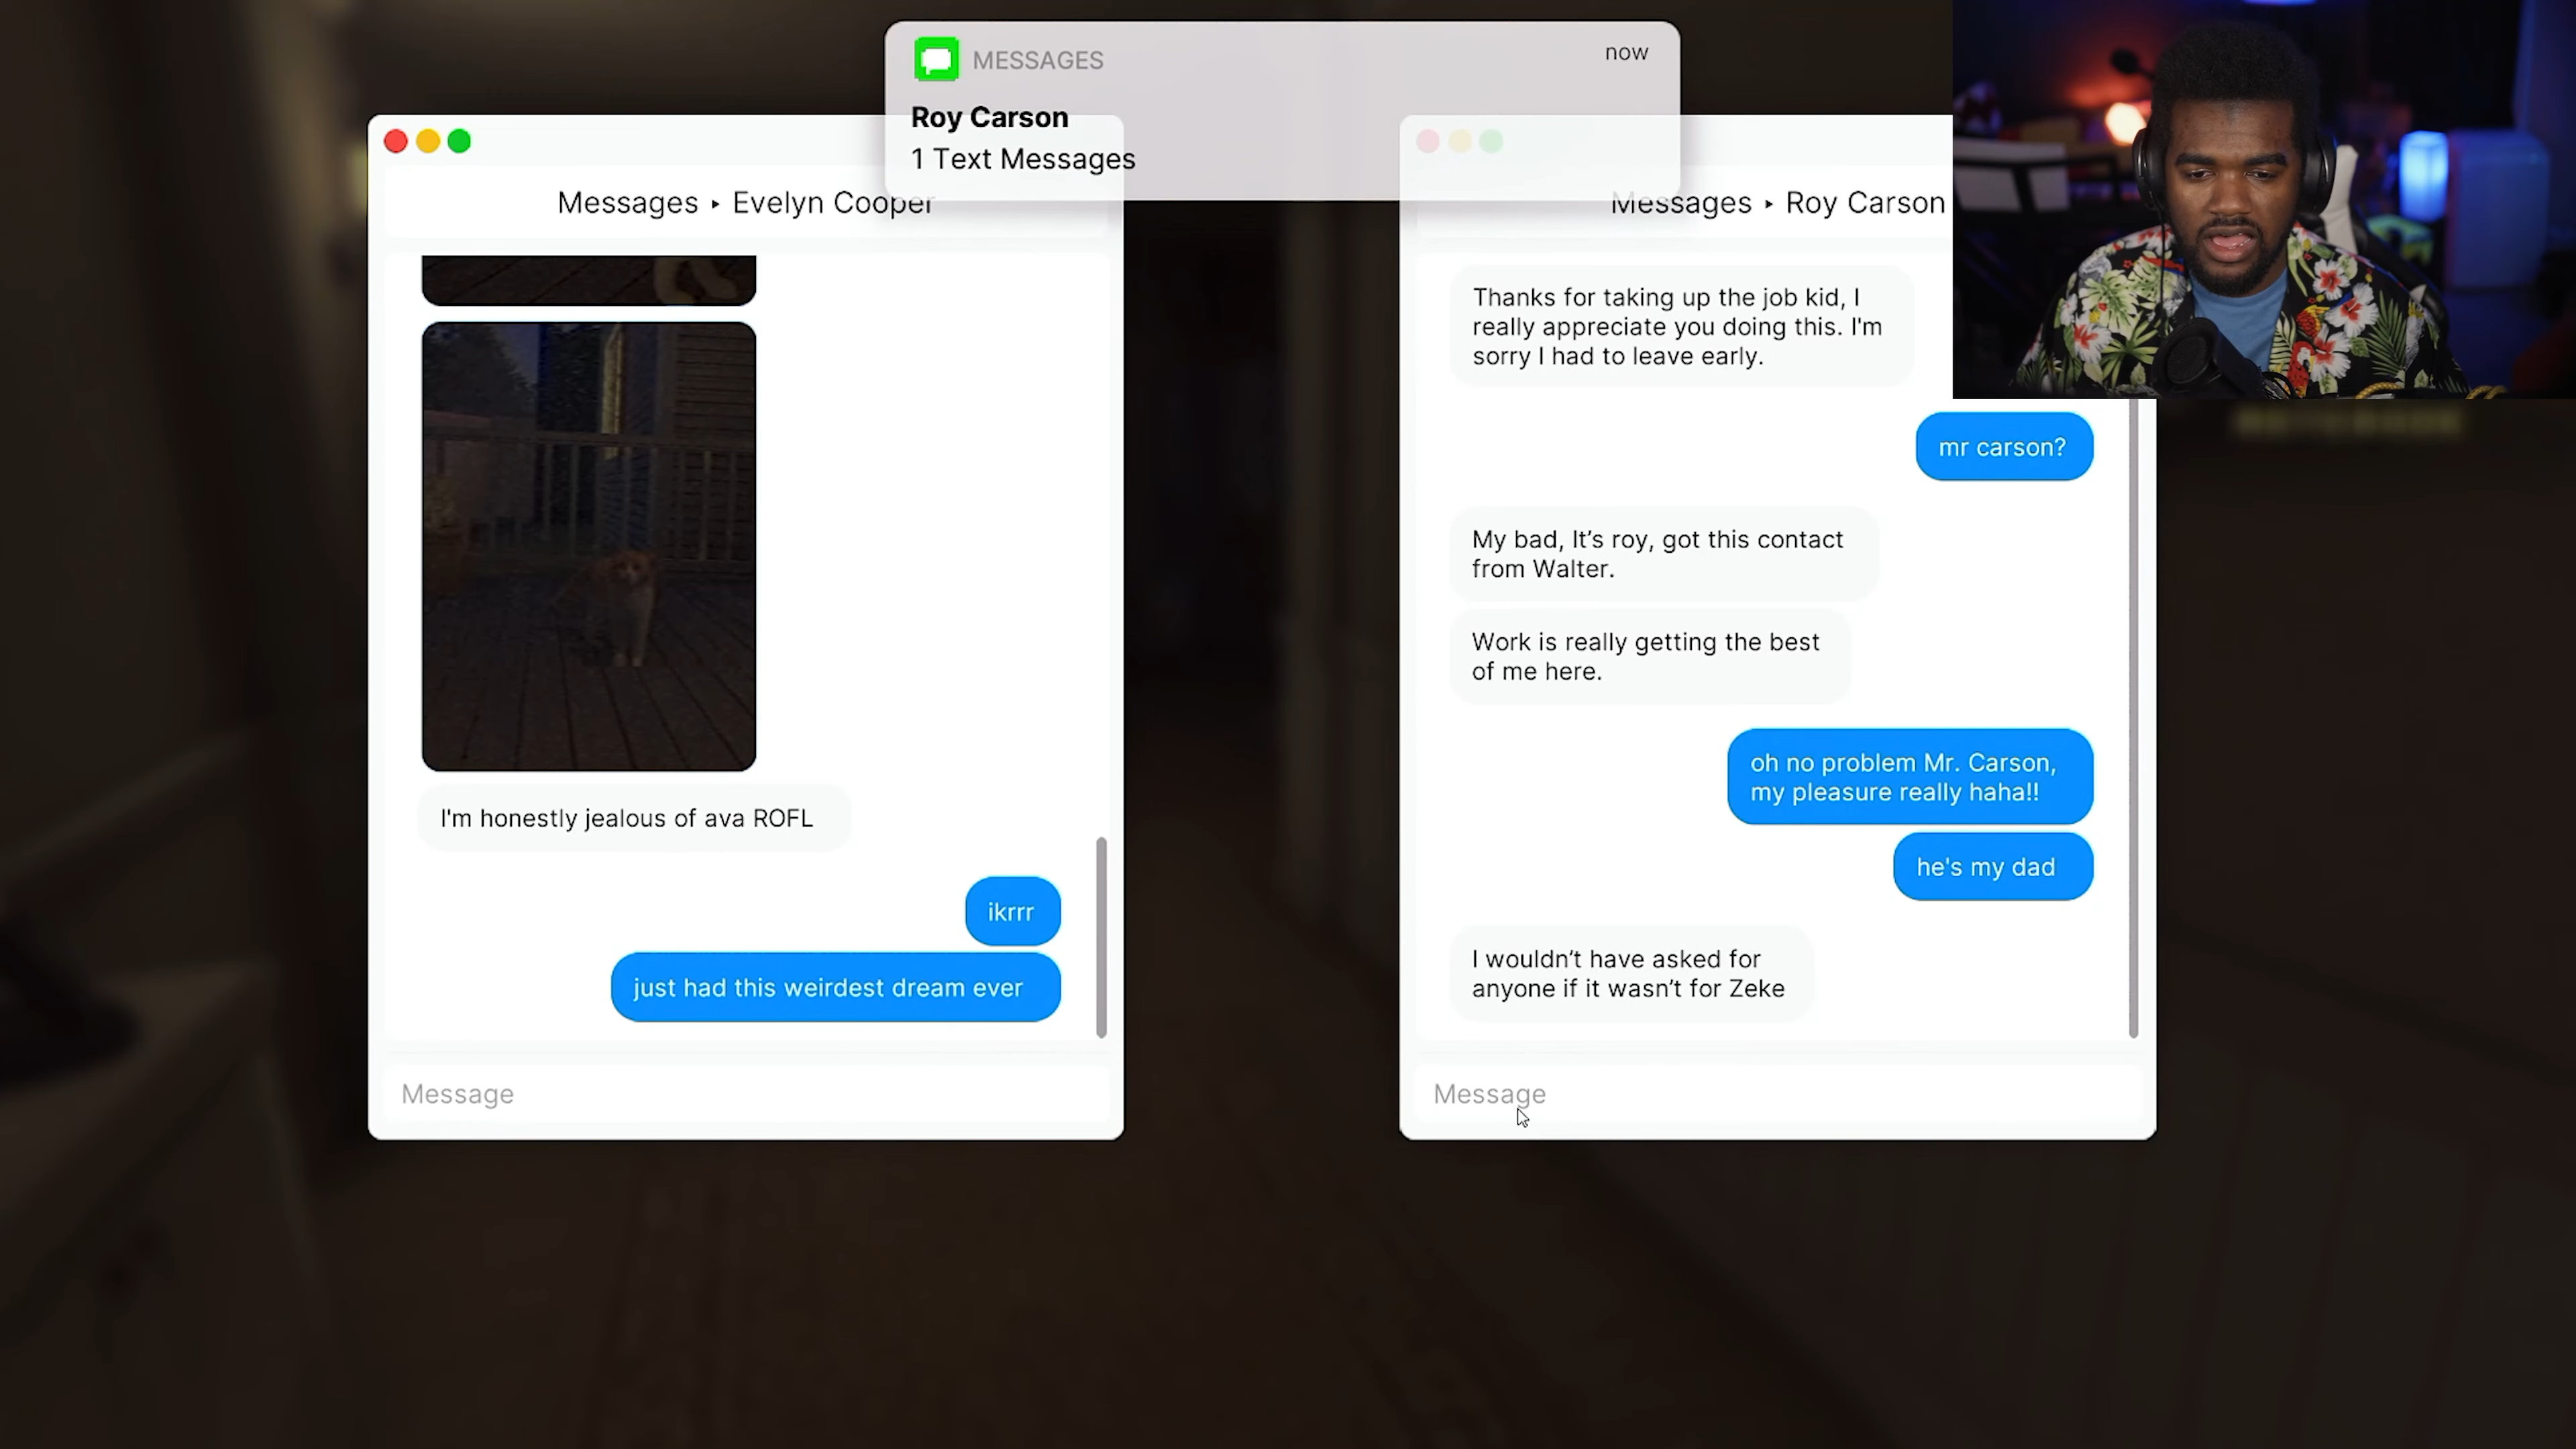 MESSAGES
now
Roy Carson
1 Text Messages
Messages ▸ Evelyn Cooper
I'm honestly jealous of ava ROFL
ikrrr
just had this weirdest dream ever
Message
Messages ▸ Roy Carson
Thanks for taking up the job kid, I
really appreciate you doing this. I'm
sorry I had to leave early.
mr carson?
My bad, It’s roy, got this contact
from Walter.
Work is really getting the best
of me here.
oh no problem Mr. Carson,
my pleasure really haha!!
he's my dad
I wouldn’t have asked for
anyone if it wasn’t for Zeke
Message